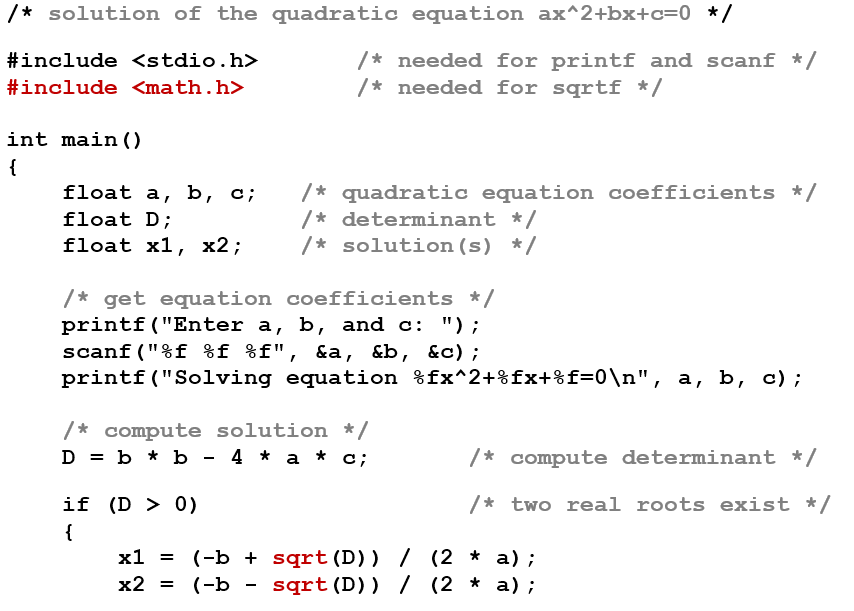 /* solution of the quadratic equation ax^2+bx+c=0 */
#include <stdio.h>       /* needed for printf and scanf */
#include <math.h>        /* needed for sqrtf */
int main()
{
    float a, b, c;   /* quadratic equation coefficients */
    float D;         /* determinant */
    float x1, x2;    /* solution(s) */
    /* get equation coefficients */
    printf("Enter a, b, and c: ");
    scanf("%f %f %f", &a, &b, &c);
    printf("Solving equation %fx^2+%fx+%f=0\n", a, b, c);
    /* compute solution */
    D = b * b - 4 * a * c;       /* compute determinant */
    if (D > 0)                   /* two real roots exist */
    {
        x1 = (-b + sqrt(D)) / (2 * a);
        x2 = (-b - sqrt(D)) / (2 * a);